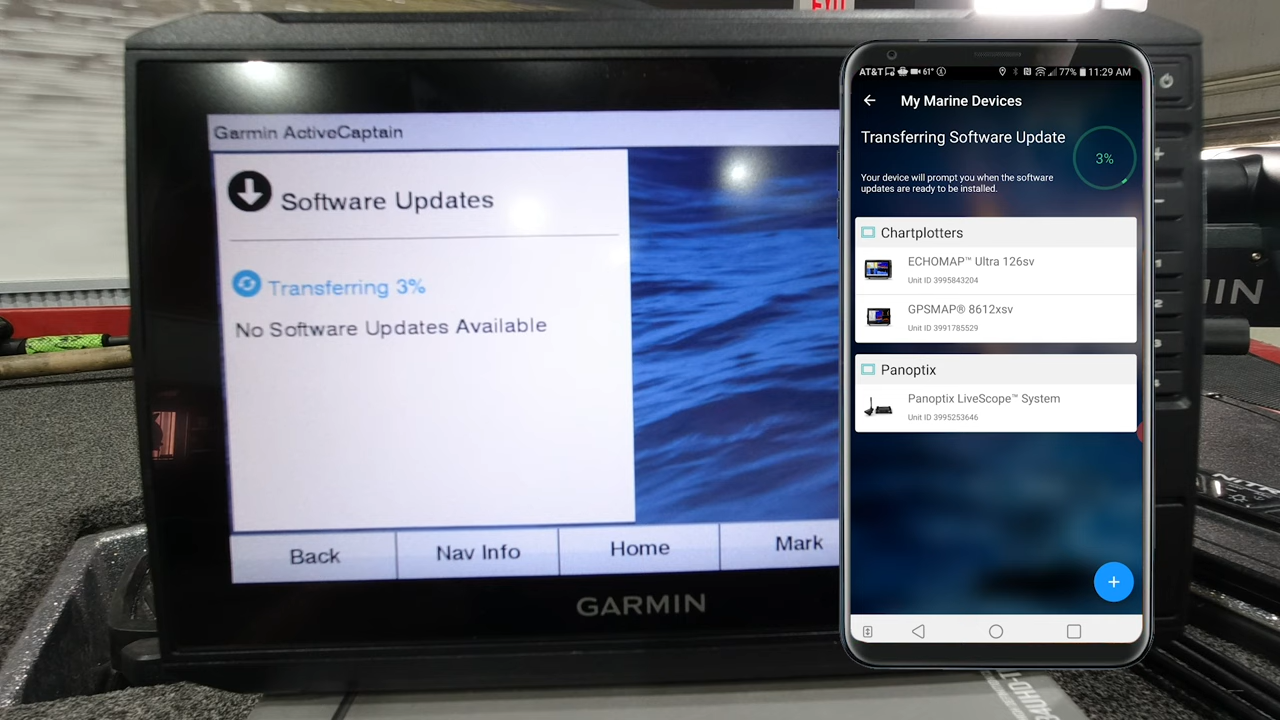 EXIT
Garmin ActiveCaptain
Software Updates
Transferring 3%
No Software Updates Available
Back
Nav Info
Home
Mark
GARMIN
AT&T 61° 77% 11:29 AM
My Marine Devices
Transferring Software Update
3%
Your device will prompt you when the software
updates are ready to be installed.
Chartplotters
ECHOMAP™ Ultra 126sv
Unit ID 3995843204
GPSMAP® 8612xsv
Unit ID 3991785529
Panoptix
Panoptix LiveScope™ System
Unit ID 3995253646
+